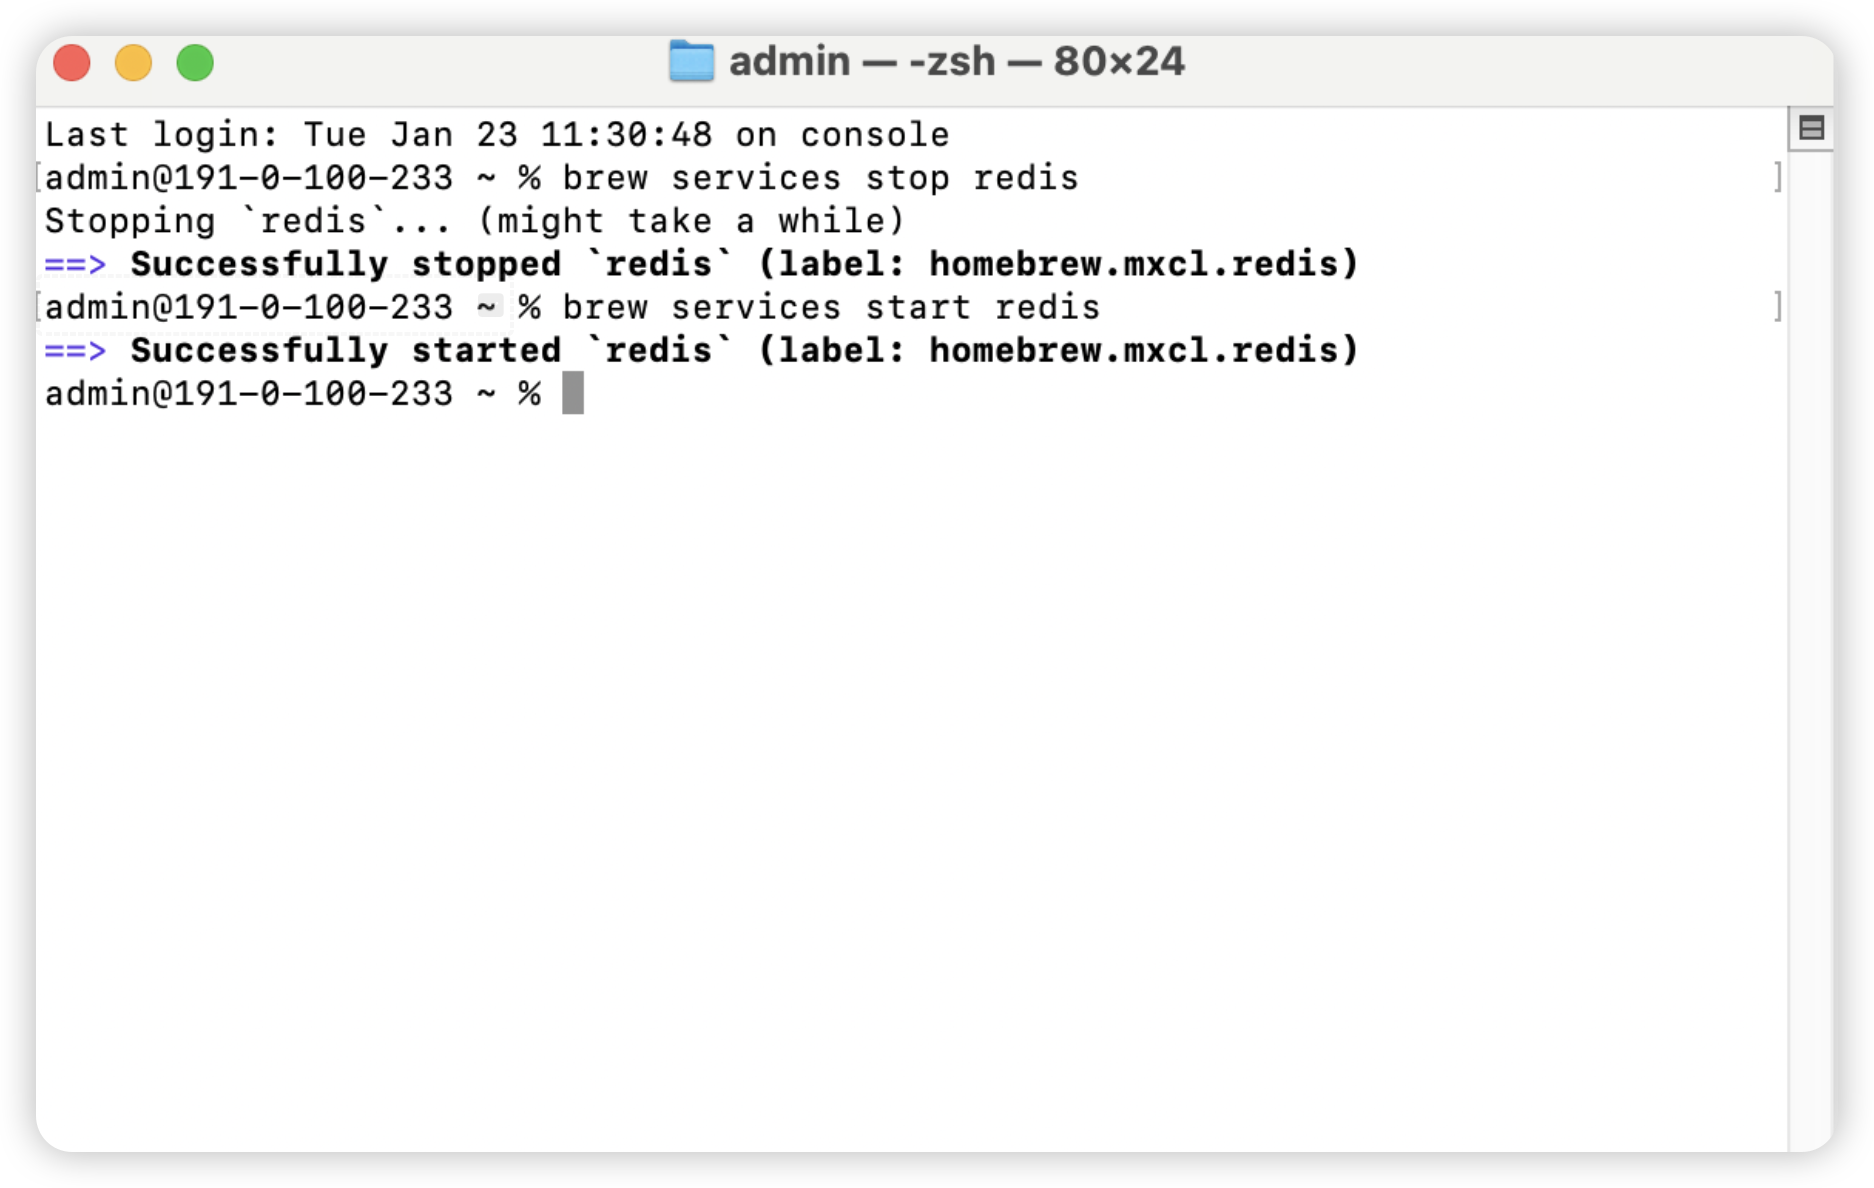 admin — -zsh — 80×24
Last login: Tue Jan 23 11:30:48 on console
[admin@191-0-100-233 ~ % brew services stop redis ]
Stopping `redis`... (might take a while)
==> Successfully stopped `redis` (label: homebrew.mxcl.redis)
[admin@191-0-100-233 ~ % brew services start redis ]
==> Successfully started `redis` (label: homebrew.mxcl.redis)
admin@191-0-100-233 ~ %